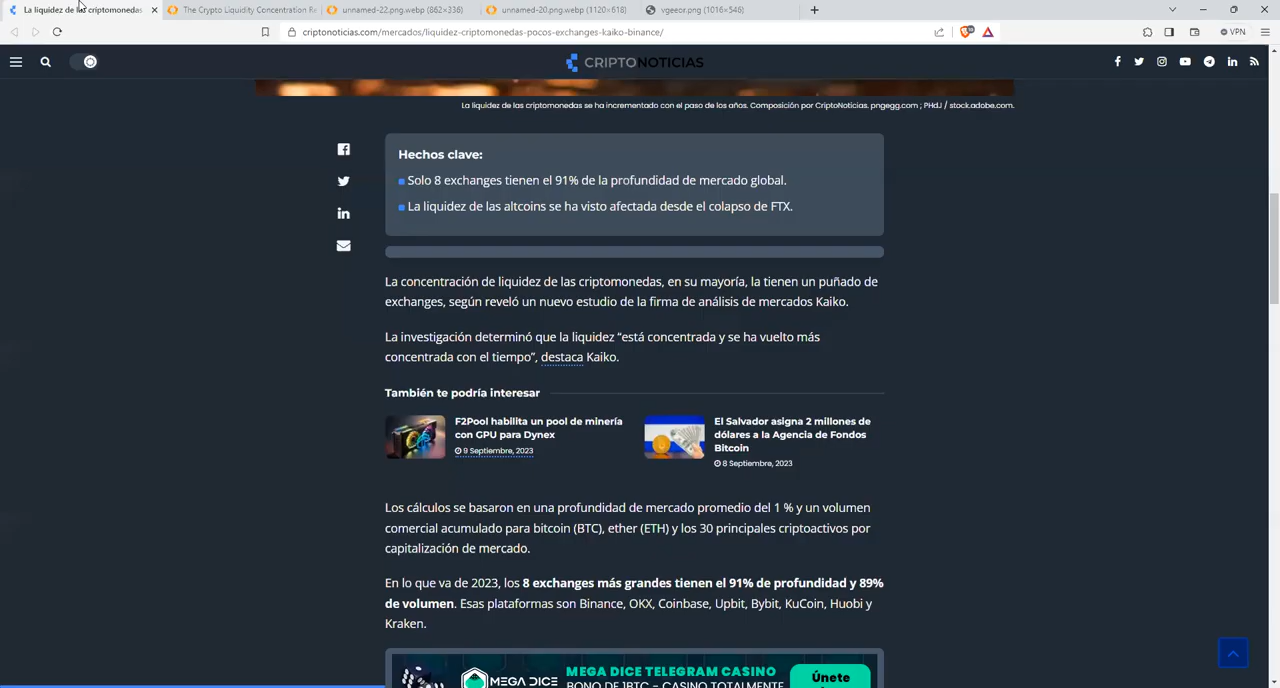 La liquidez de las criptomonedas
The Crypto Liquidity Concentration Re
unnamed-22.png.webp (862×336)
unnamed-20.png.webp (1120×618)
vgeeor.png (1016×546)
criptonoticias.com/mercados/liquidez-criptomonedas-pocos-exchanges-kaiko-binance/
VPN
CRIPTONOTICIAS
La liquidez de las criptomonedas se ha incrementado con el paso de los años. Composición por CriptoNoticias. pngegg.com ; PHdJ / stock.adobe.com.
Hechos clave:
Solo 8 exchanges tienen el 91% de la profundidad de mercado global.
La liquidez de las altcoins se ha visto afectada desde el colapso de FTX.
La concentración de liquidez de las criptomonedas, en su mayoría, la tienen un puñado de
exchanges, según reveló un nuevo estudio de la firma de análisis de mercados Kaiko.
La investigación determinó que la liquidez “está concentrada y se ha vuelto más
concentrada con el tiempo”, destaca Kaiko.
También te podría interesar
F2Pool habilita un pool de minería
con GPU para Dynex
9 Septiembre, 2023
El Salvador asigna 2 millones de
dólares a la Agencia de Fondos
Bitcoin
8 Septiembre, 2023
Los cálculos se basaron en una profundidad de mercado promedio del 1 % y un volumen
comercial acumulado para bitcoin (BTC), ether (ETH) y los 30 principales criptoactivos por
capitalización de mercado.
En lo que va de 2023, los 8 exchanges más grandes tienen el 91% de profundidad y 89%
de volumen. Esas plataformas son Binance, OKX, Coinbase, Upbit, Bybit, KuCoin, Huobi y
Kraken.
MEGA DICE
MEGA DICE TELEGRAM CASINO
BONO DE 1BTC - CASINO TOTALMENTE
Únete